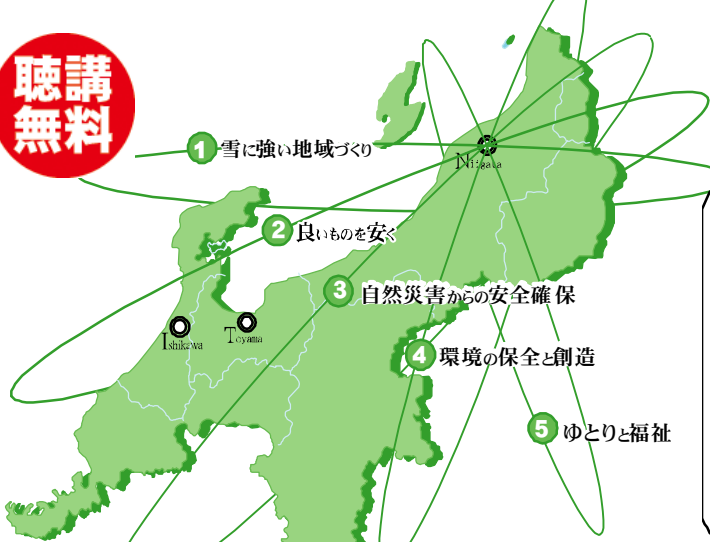 聴講
無料
1 雪に強い地域づくり
Niigata
2 良いものを安く
3 自然災害からの安全確保
Ishikawa
Toyama
4 環境の保全と創造
5 ゆとりと福祉